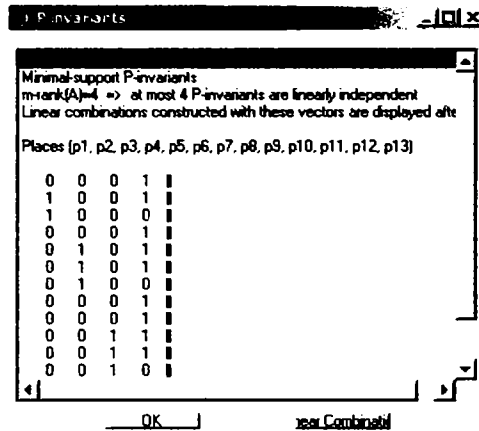 P-invariants
Minimal-support P-invariants
m-rank(A)=4 => at most 4 P-invariants are linearly independent
Linear combinations constructed with these vectors are displayed afte
Places (p1, p2, p3, p4, p5, p6, p7, p8, p9, p10, p11, p12, p13)
0 0 0 1
1 0 0 1
1 0 0 0
0 0 0 1
0 1 0 1
0 1 0 1
0 1 0 0
0 0 0 1
0 0 0 1
0 0 1 1
0 0 1 1
0 0 1 0
OK
near Combinati